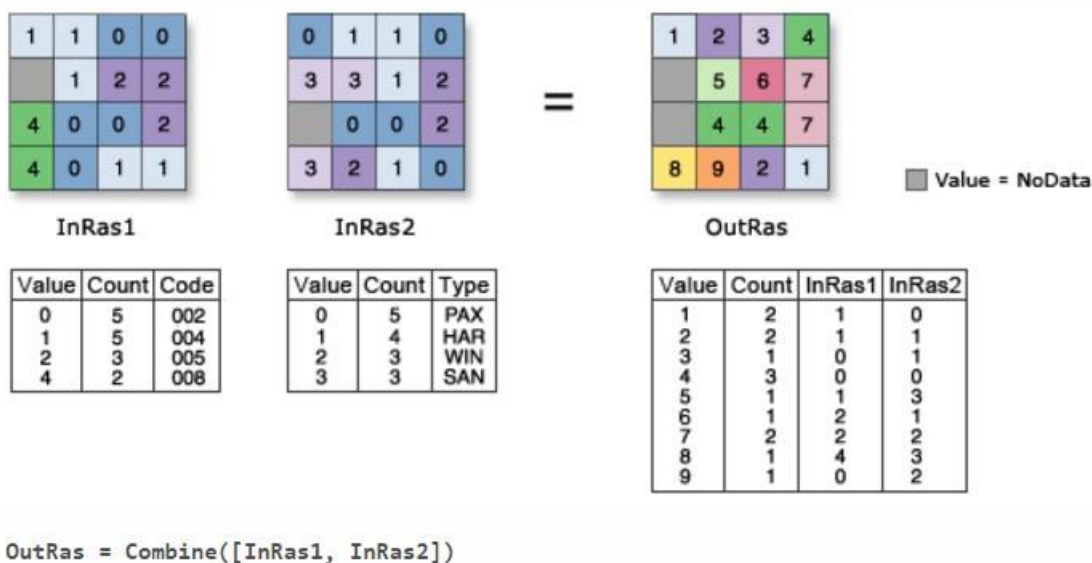 1 1 0 0
1 2 2
4 0 0 2
4 0 1 1
InRas1
0 1 1 0
3 3 1 2
0 0 2
3 2 1 0
InRas2
=
1 2 3 4
5 6 7
4 4 7
8 9 2 1
OutRas
Value = NoData
Value Count Code
0 5 002
1 5 004
2 3 005
4 2 008
Value Count Type
0 5 PAX
1 4 HAR
2 3 WIN
3 3 SAN
Value Count InRas1 InRas2
1 2 1 0
2 2 1 1
3 1 0 1
4 3 0 0
5 1 1 3
6 1 2 1
7 2 2 2
8 1 4 3
9 1 0 2
OutRas = Combine([InRas1, InRas2])